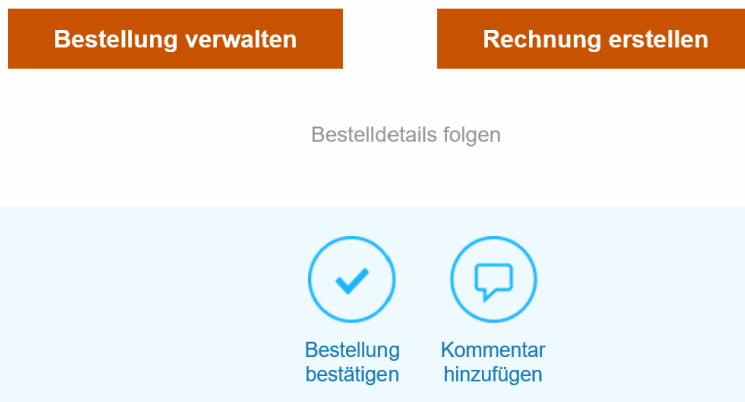 Bestellung verwalten
Rechnung erstellen
Bestelldetails folgen
Bestellung
bestätigen
Kommentar
hinzufügen